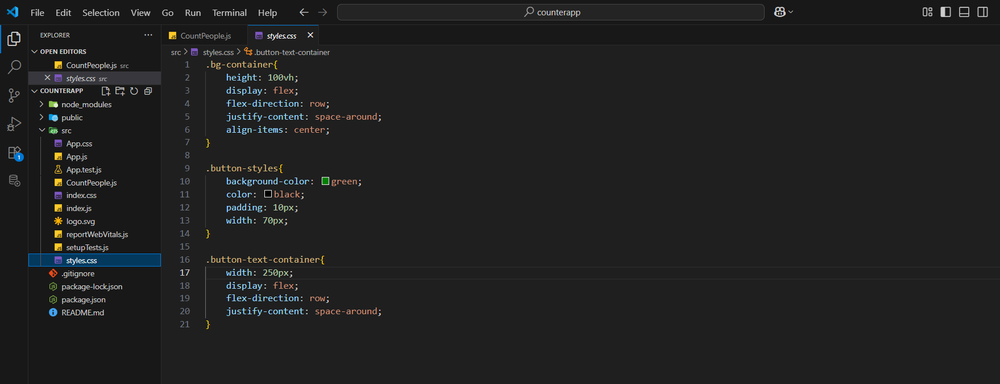 File Edit Selection View Go Run Terminal Help
counterapp
EXPLORER
OPEN EDITORS
CountPeople.js src
styles.css src
COUNTERAPP
node_modules
public
src
App.css
App.js
App.test.js
CountPeople.js
index.css
index.js
logo.svg
reportWebVitals.js
setupTests.js
styles.css
.gitignore
package-lock.json
package.json
README.md
1
CountPeople.js
styles.css
src > styles.css > .button-text-container
1 .bg-container{
2 height: 100vh;
3 display: flex;
4 flex-direction: row;
5 justify-content: space-around;
6 align-items: center;
7 }
8
9 .button-styles{
10 background-color: green;
11 color: black;
12 padding: 10px;
13 width: 70px;
14 }
15
16 .button-text-container{
17 width: 250px;
18 display: flex;
19 flex-direction: row;
20 justify-content: space-around;
21 }